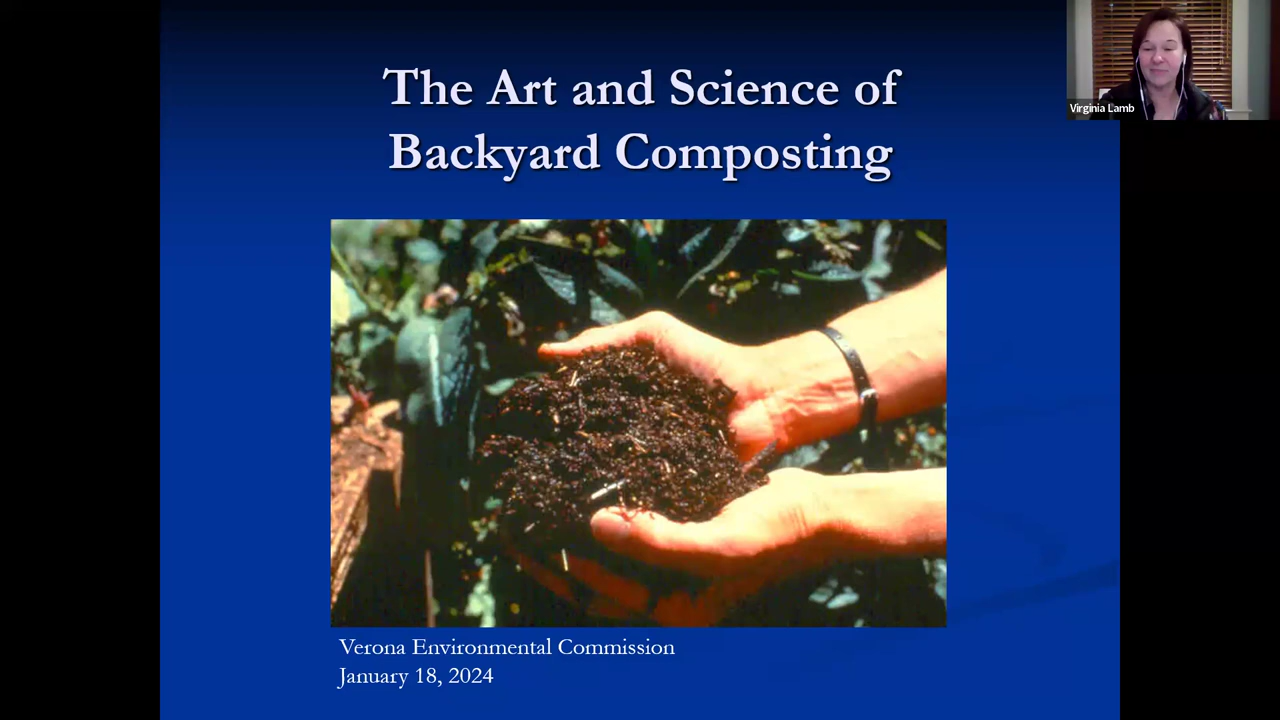 The Art and Science of
Backyard Composting
Virginia Lamb
Verona Environmental Commission
January 18, 2024